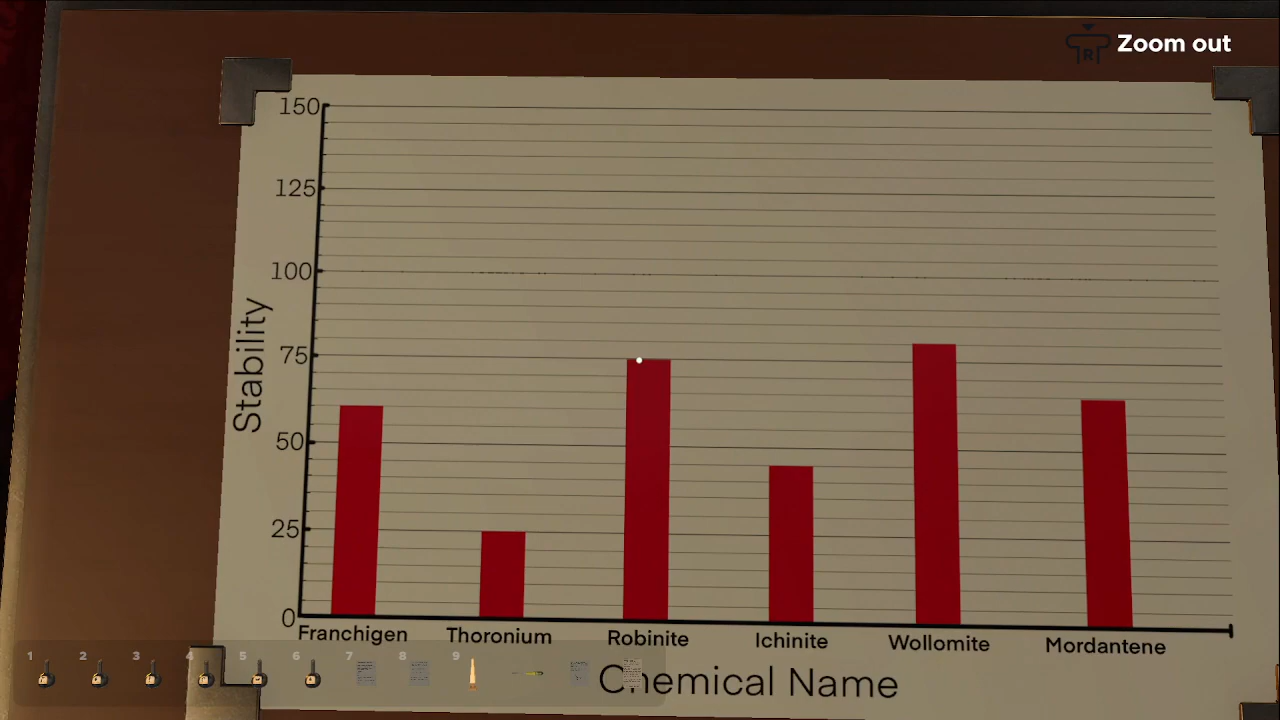 R Zoom out
150
125
100
75
50
25
0
Stability
Franchigen Thoronium Robinite Ichinite Wollomite Mordantene
Chemical Name
1 2 3 4 5 6 7 8 9